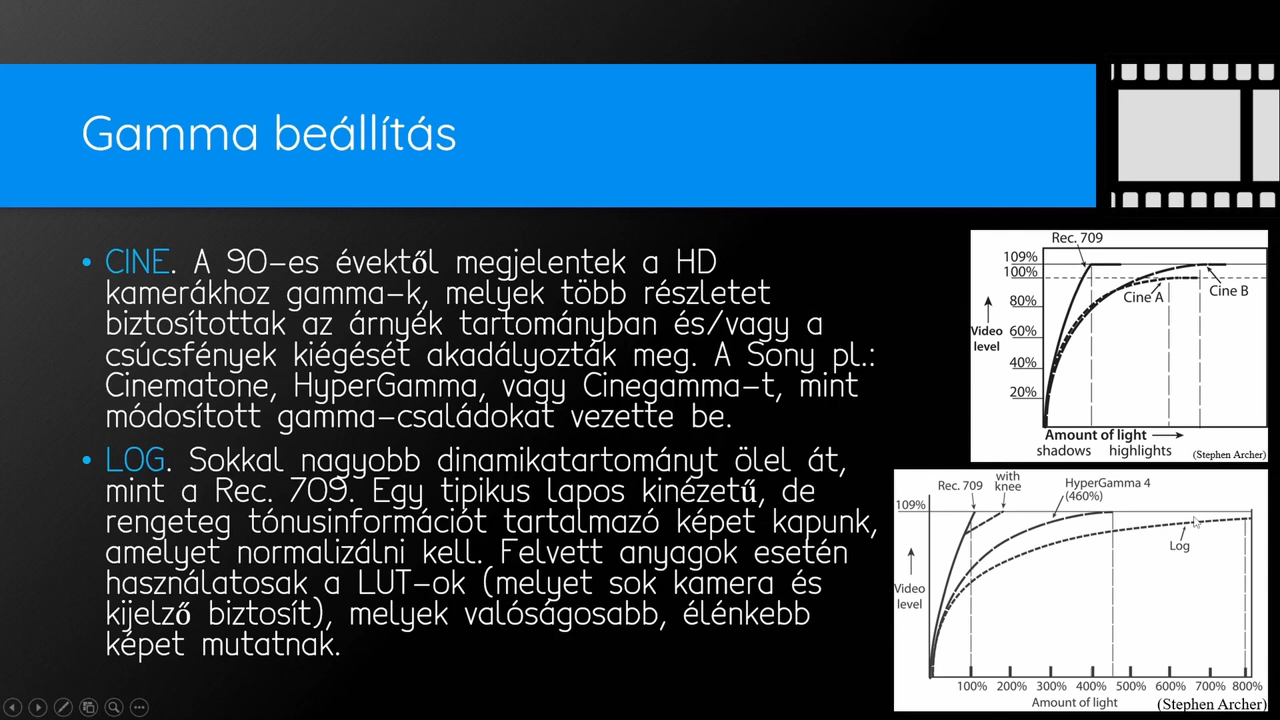 Gamma beállítás
• CINE. A 90-es évektől megjelentek a HD
kamerákhoz gamma-k, melyek több részletet
biztosítottak az árnyék tartományban és/vagy a
csúcsfények kiégését akadályozták meg. A Sony pl.:
Cinematone, HyperGamma, vagy Cinegamma-t, mint
módosított gamma-családokat vezette be.
• LOG. Sokkal nagyobb dinamikatartományt ölel át,
mint a Rec. 709. Egy tipikus lapos kinézetű, de
rengeteg tónusinformációt tartalmazó képet kapunk,
amelyet normalizálni kell. Felvett anyagok esetén
használatosak a LUT-ok (melyet sok kamera és
kijelző biztosít), melyek valóságosabb, élénkebb
képet mutatnak.
Rec. 709
109%
100%
Cine A
Cine B
80%
Video
level
60%
40%
20%
Amount of light
shadows highlights
(Stephen Archer)
Rec. 709
with
knee
HyperGamma 4
(460%)
109%
Log
Video
level
100% 200% 300% 400% 500% 600% 700% 800%
Amount of light
(Stephen Archer)